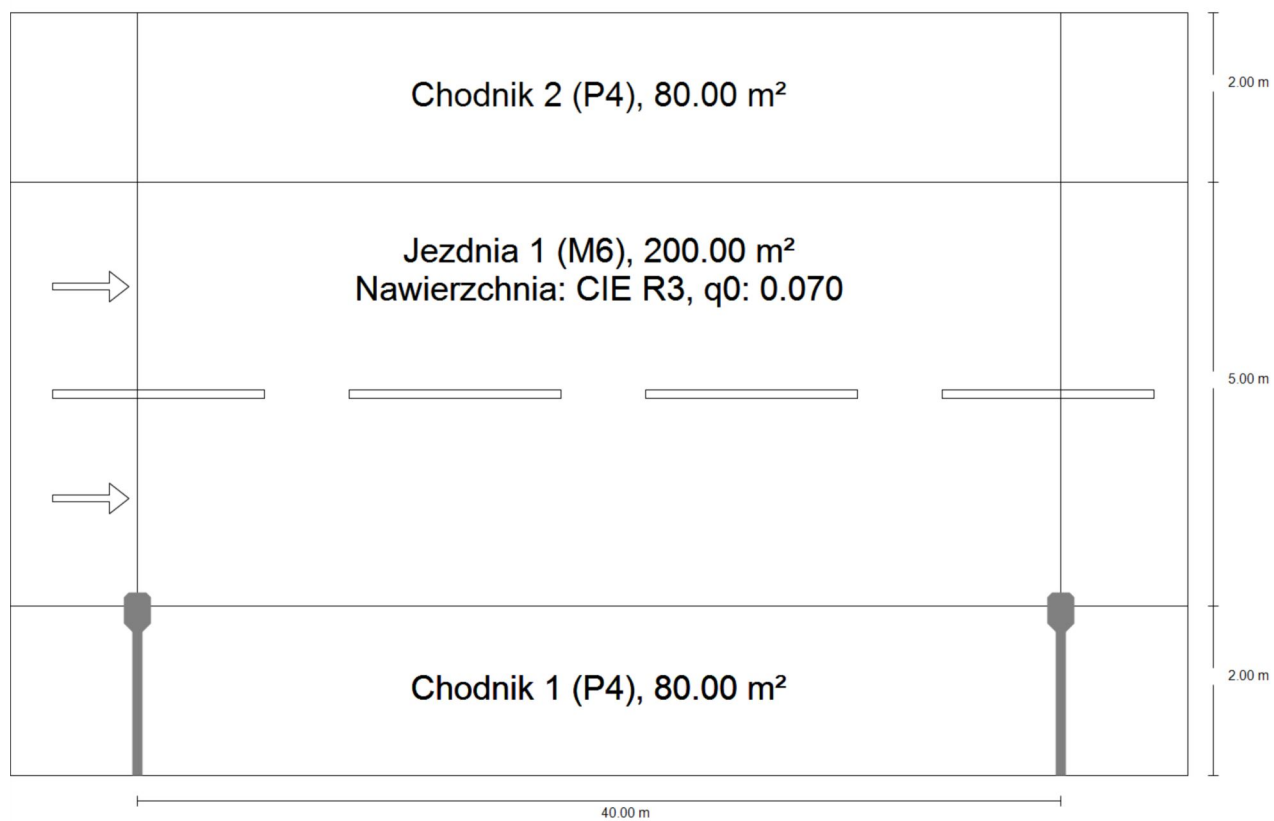 Chodnik 2 (P4), 80.00 m²
2.00 m
Jezdnia 1 (M6), 200.00 m²
Nawierzchnia: CIE R3, q0: 0.070
5.00 m
Chodnik 1 (P4), 80.00 m²
2.00 m
40.00 m